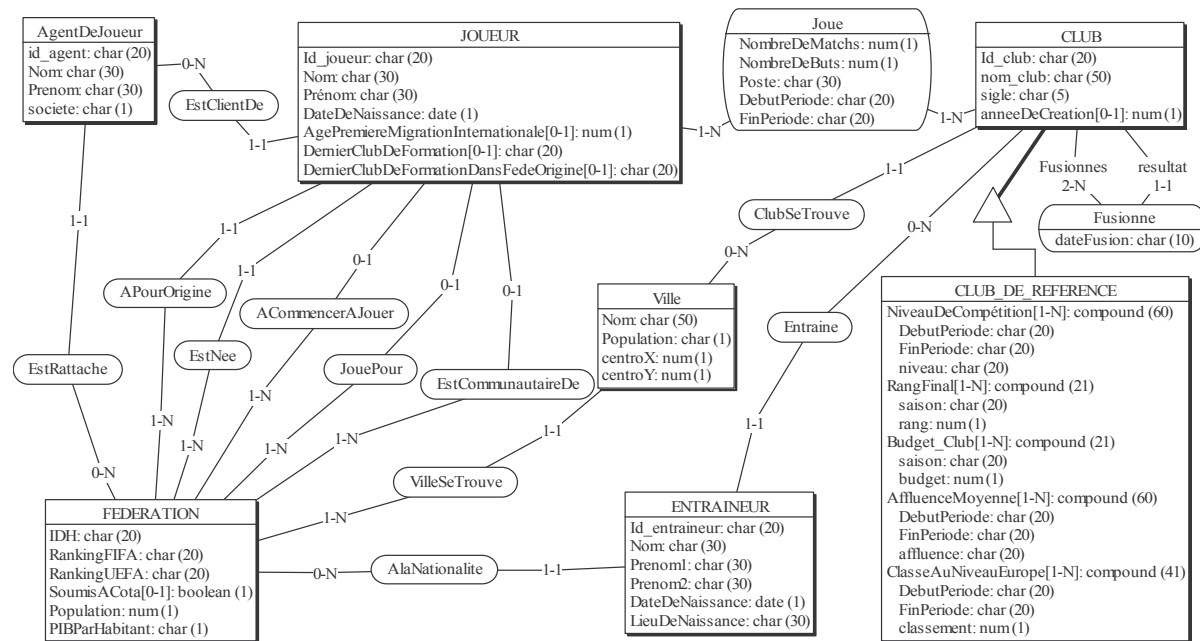 AgentDeJoueur
id_agent: char (20)
Nom: char (30)
Prenom: char (30)
societe: char (1)
0-N
EstClientDe
1-1
JOUEUR
Id_joueur: char (20)
Nom: char (30)
Prénom: char (30)
DateDeNaissance: date (1)
AgePremiereMigrationInternationale[0-1]: num (1)
DernierClubDeFormation[0-1]: char (20)
DernierClubDeFormationDansFedeOrigine[0-1]: char (20)
1-N
Joue
NombreDeMatchs: num (1)
NombreDeButs: num (1)
Poste: char (30)
DebutPeriode: char (20)
FinPeriode: char (20)
1-N
CLUB
Id_club: char (20)
nom_club: char (50)
sigle: char (5)
anneeDeCreation[0-1]: num (1)
Fusionnes
2-N
resultat
1-1
Fusionne
dateFusion: char (10)
1-1
ClubSeTrouve
0-N
0-N
Entraine
1-1
Ville
Nom: char (50)
Population: char (1)
centroX: num (1)
centroY: num (1)
1-1
VilleSeTrouve
1-N
1-1
EstRattache
0-N
1-1
APourOrigine
1-N
1-1
EstNee
1-N
0-1
ACommencerAJouer
1-N
0-1
JouePour
1-N
0-1
EstCommunautaireDe
1-N
CLUB_DE_REFERENCE
NiveauDeCompétition[1-N]: compound (60)
DebutPeriode: char (20)
FinPeriode: char (20)
niveau: char (20)
RangFinal[1-N]: compound (21)
saison: char (20)
rang: num (1)
Budget_Club[1-N]: compound (21)
saison: char (20)
budget: num (1)
AffluenceMoyenne[1-N]: compound (60)
DebutPeriode: char (20)
FinPeriode: char (20)
affluence: char (20)
ClasseAuNiveauEurope[1-N]: compound (41)
DebutPeriode: char (20)
FinPeriode: char (20)
classement: num (1)
FEDERATION
IDH: char (20)
RankingFIFA: char (20)
RankingUEFA: char (20)
SoumisACota[0-1]: boolean (1)
Population: num (1)
PIBParHabitant: char (1)
0-N
AlaNationalite
1-1
ENTRAINEUR
Id_entraineur: char (20)
Nom: char (30)
Prenom1: char (30)
Prenom2: char (30)
DateDeNaissance: date (1)
LieuDeNaissance: char (30)